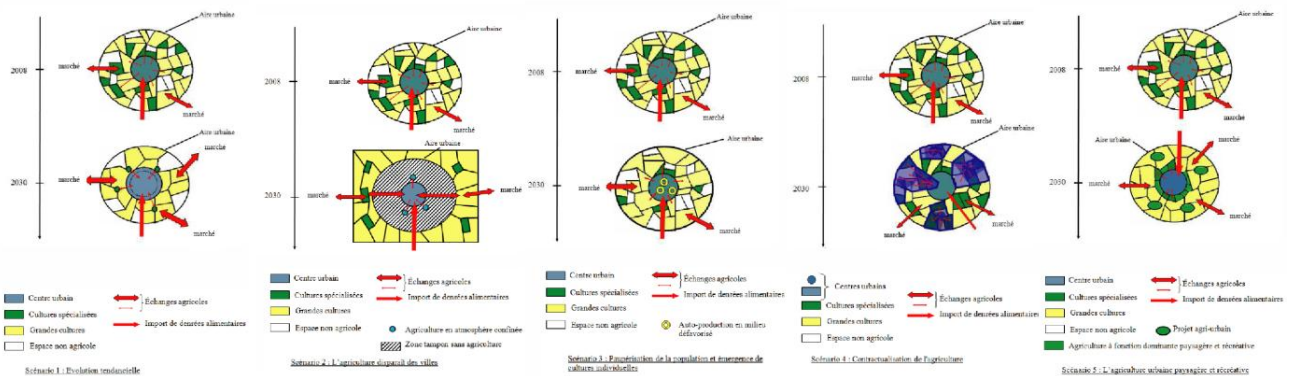 Aire urbaine
2008
marché
marché
Aire urbaine
2030
marché
marché
marché
Centre urbain
Cultures spécialisées
Grandes cultures
Espace non agricole
Échanges agricoles
Import de denrées alimentaires
Scénario 1 : Evolution tendancielle
Aire urbaine
2008
marché
marché
Aire urbaine
2030
marché
marché
Centre urbain
Cultures spécialisées
Grandes cultures
Espace non agricole
Échanges agricoles
Import de denrées alimentaires
Agriculture en atmosphère confinée
Zone tampon sans agriculture
Scénario 2 : L'agriculture disparaît des villes
Aire urbaine
2008
marché
marché
Aire urbaine
2030
marché
marché
Centre urbain
Cultures spécialisées
Grandes cultures
Espace non agricole
Échanges agricoles
Import de denrées alimentaires
Auto-production en milieu
défavorisé
Scénario 3 : Paupérisation de la population et émergence de
cultures individuelles
Aire urbaine
2008
marché
marché
Aire urbaine
2030
marché
marché
Centres urbains
Cultures spécialisées
Grandes cultures
Espace non agricole
Échanges agricoles
Import de denrées alimentaires
Scénario 4 : Contractualisation de l'agriculture
Aire urbaine
2008
marché
marché
Aire urbaine
2030
marché
marché
marché
Centre urbain
Cultures spécialisées
Grandes cultures
Espace non agricole
Agriculture à fonction dominante paysagère et récréative
Échanges agricoles
Import de denrées alimentaires
Projet agri-urbain
Scénario 5 : L'agriculture urbaine paysagère et récréative